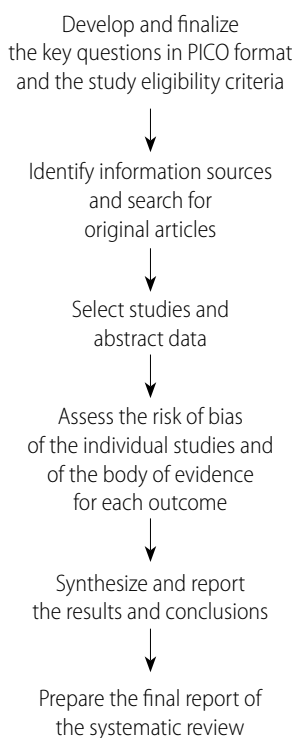 Develop and finalize
the key questions in PICO format
and the study eligibility criteria
Identify information sources
and search for
original articles
Select studies and
abstract data
Assess the risk of bias
of the individual studies and
of the body of evidence
for each outcome
Synthesize and report
the results and conclusions
Prepare the final report of
the systematic review